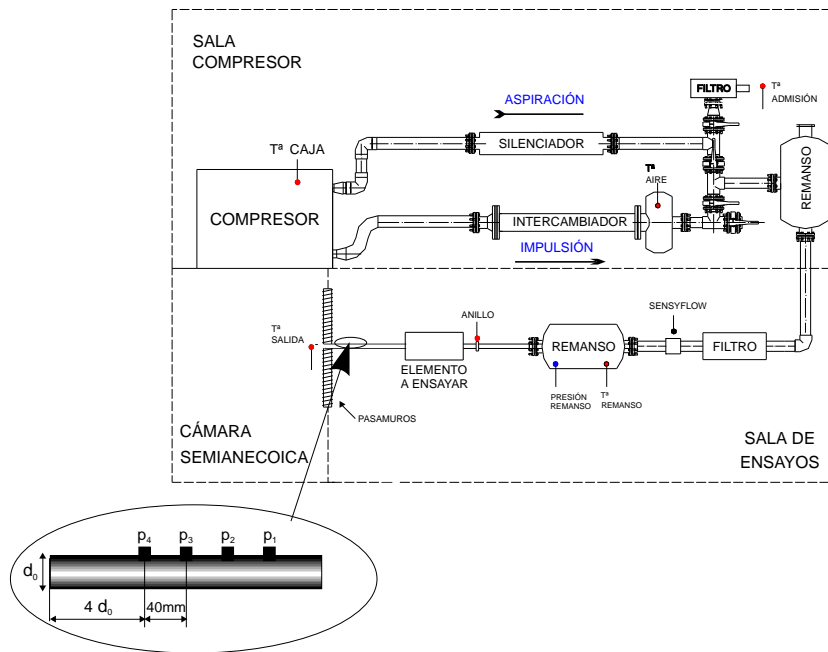 SALA
COMPRESOR
FILTRO
Tª
ADMISIÓN
ASPIRACIÓN
SILENCIADOR
Tª CAJA
Tª
AIRE
REMANSO
COMPRESOR
INTERCAMBIADOR
IMPULSIÓN
SENSYFLOW
ANILLO
Tª
SALIDA
REMANSO
FILTRO
ELEMENTO
A ENSAYAR
PRESIÓN
REMANSO
Tª
REMANSO
PASAMUROS
CÁMARA
SEMIANECOICA
SALA DE
ENSAYOS
p₄ p₃ p₂ p₁
d₀
4 d₀
40mm